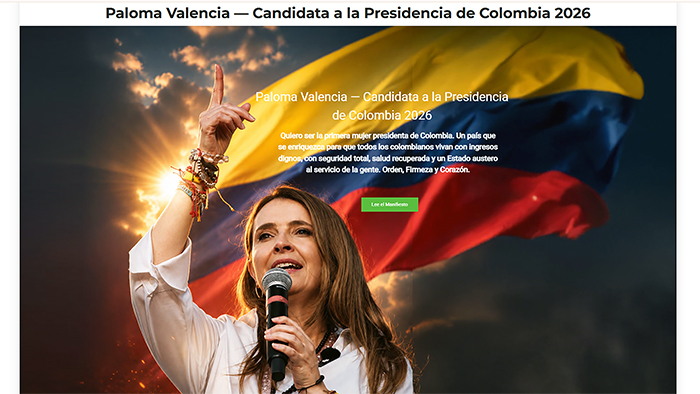 Paloma Valencia — Candidata a la Presidencia de Colombia 2026
Paloma Valencia — Candidata a la Presidencia
de Colombia 2026
Quiero ser la primera mujer presidenta de Colombia. Un país que
se enriquezca para que todos los colombianos vivan con ingresos
dignos, con seguridad total, salud recuperada y un Estado austero
al servicio de la gente. Orden, Firmeza y Corazón.
Lee el Manifiesto